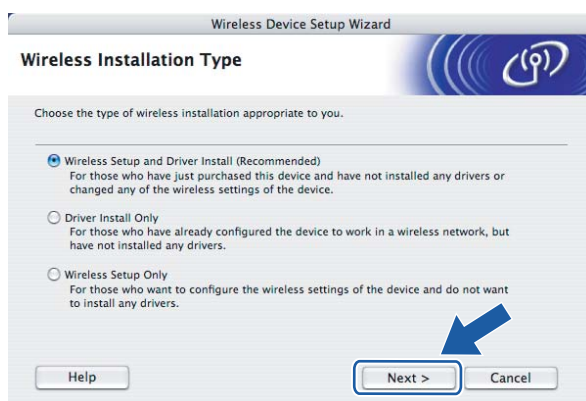 Wireless Device Setup Wizard
Wireless Installation Type
Choose the type of wireless installation appropriate to you.
Wireless Setup and Driver Install (Recommended)
For those who have just purchased this device and have not installed any drivers or
changed any of the wireless settings of the device.
Driver Install Only
For those who have already configured the device to work in a wireless network, but
have not installed any drivers.
Wireless Setup Only
For those who want to configure the wireless settings of the device and do not want
to install any drivers.
Help
Next >
Cancel